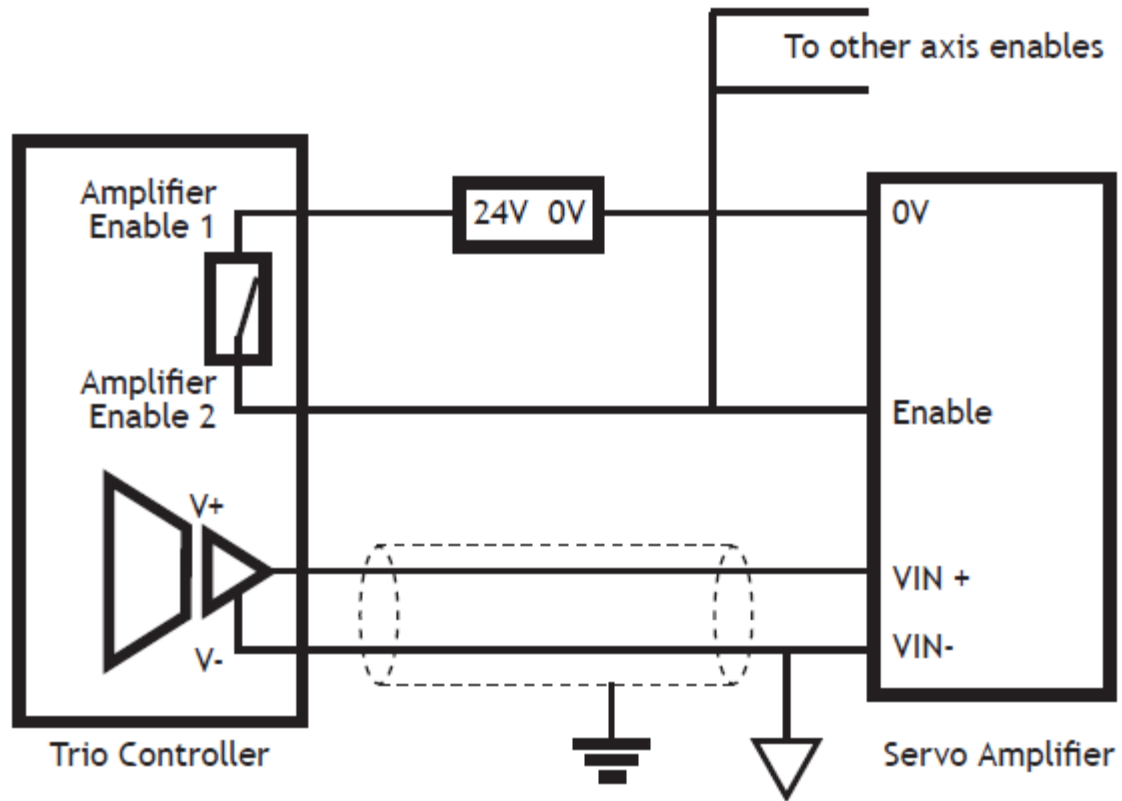 To other axis enables
Amplifier
Enable 1
24V 0V
0V
Amplifier
Enable 2
Enable
V+
VIN +
V-
VIN-
Trio Controller
Servo Amplifier